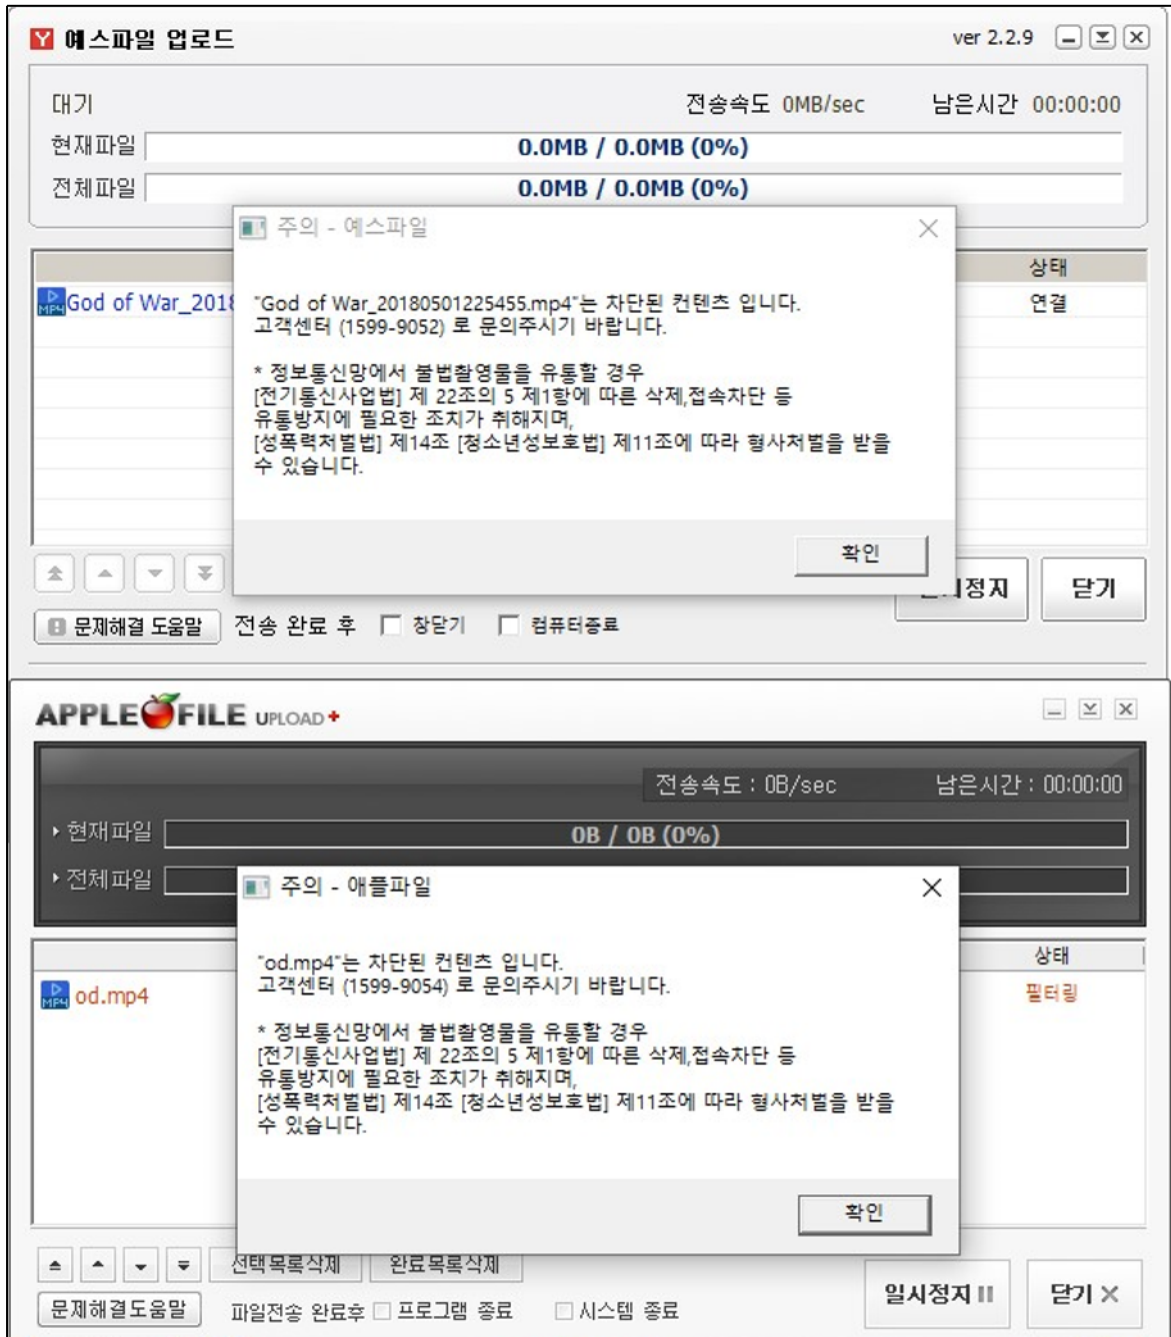 Y 예스파일 업로드
ver 2.2.9
대기
전송속도 0MB/sec
남은시간 00:00:00
현재파일
0.0MB / 0.0MB (0%)
전체파일
0.0MB / 0.0MB (0%)
주의 - 예스파일
상태
MP4 God of War_2018
연결
"God of War_20180501225455.mp4"는 차단된 컨텐츠 입니다.
고객센터 (1599-9052) 로 문의주시기 바랍니다.
* 정보통신망에서 불법촬영물을 유통할 경우
[전기통신사업법] 제 22조의 5 제1항에 따른 삭제,접속차단 등
유통방지에 필요한 조치가 취해지며,
[성폭력처벌법] 제14조 [청소년성보호법] 제11조에 따라 형사처벌을 받을
수 있습니다.
확인
정지
닫기
문제해결 도움말
전송 완료 후
창닫기
컴퓨터종료
APPLE FILE UPLOAD+
전송속도 : 0B/sec
남은시간 : 00:00:00
현재파일
0B / 0B (0%)
전체파일
주의 - 애플파일
상태
MP4 od.mp4
필터링
"od.mp4"는 차단된 컨텐츠 입니다.
고객센터 (1599-9054) 로 문의주시기 바랍니다.
* 정보통신망에서 불법촬영물을 유통할 경우
[전기통신사업법] 제 22조의 5 제1항에 따른 삭제,접속차단 등
유통방지에 필요한 조치가 취해지며,
[성폭력처벌법] 제14조 [청소년성보호법] 제11조에 따라 형사처벌을 받을
수 있습니다.
확인
선택목록삭제
완료목록삭제
일시정지
닫기
문제해결도움말
파일전송 완료후
프로그램 종료
시스템 종료